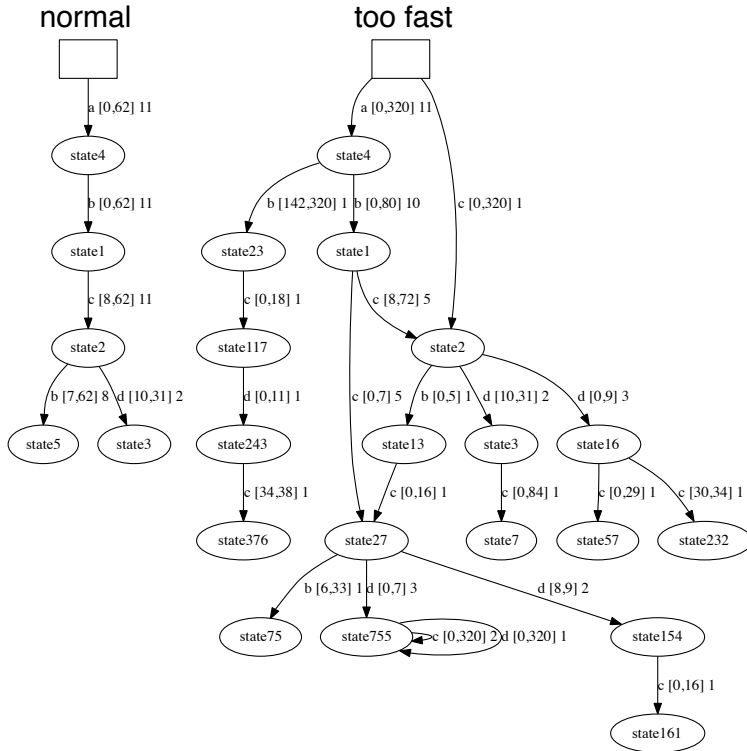 normal
too fast
a [0,62] 11
a [0,320] 11
state4
state4
b [0,62] 11
b [142,320] 1
b [0,80] 10
c [0,320] 1
state1
state23
state1
c [8,62] 11
c [0,18] 1
c [8,72] 5
state2
state117
state2
b [7,62] 8
d [10,31] 2
d [0,11] 1
c [0,7] 5
b [0,5] 1
d [10,31] 2
d [0,9] 3
state5
state3
state243
state13
state3
state16
c [34,38] 1
c [0,16] 1
c [0,84] 1
c [0,29] 1
c [30,34] 1
state376
state27
state7
state57
state232
b [6,33] 1
d [0,7] 3
d [8,9] 2
state75
state755
c [0,320] 2
d [0,320] 1
state154
c [0,16] 1
state161